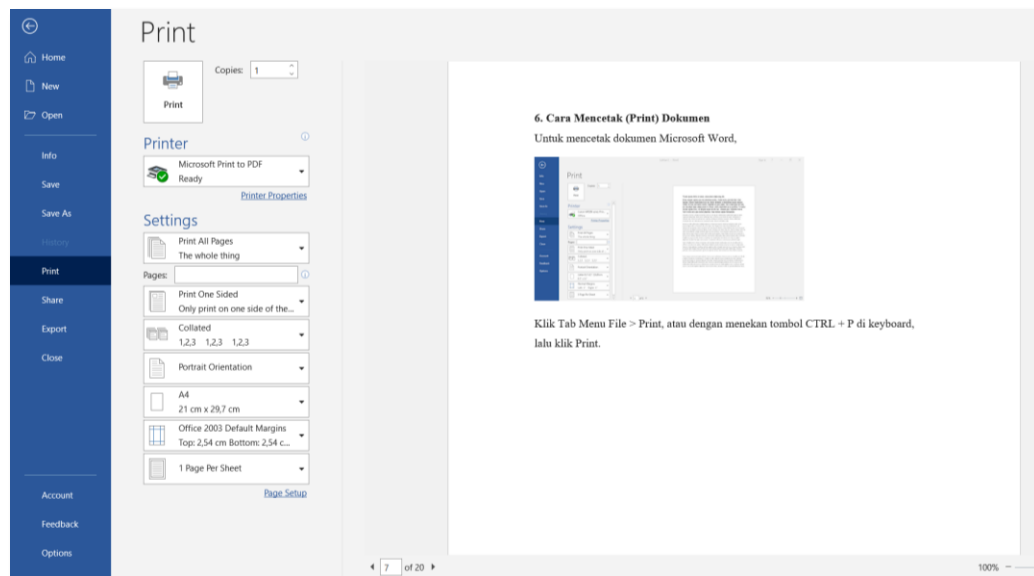 Print
Home
New
Open
Info
Save
Save As
History
Print
Share
Export
Close
Account
Feedback
Options
Copies: 1
Print
Printer
Microsoft Print to PDF
Ready
Printer Properties
Settings
Print All Pages
The whole thing
Pages:
Print One Sided
Only print on one side of the...
Collated
1,2,3 1,2,3 1,2,3
Portrait Orientation
A4
21 cm x 29,7 cm
Office 2003 Default Margins
Top: 2,54 cm Bottom: 2,54 c...
1 Page Per Sheet
Page Setup
6. Cara Mencetak (Print) Dokumen
Untuk mencetak dokumen Microsoft Word,
Print
Klik Tab Menu File > Print, atau dengan menekan tombol CTRL + P di keyboard,
lalu klik Print.
7 of 20
100%